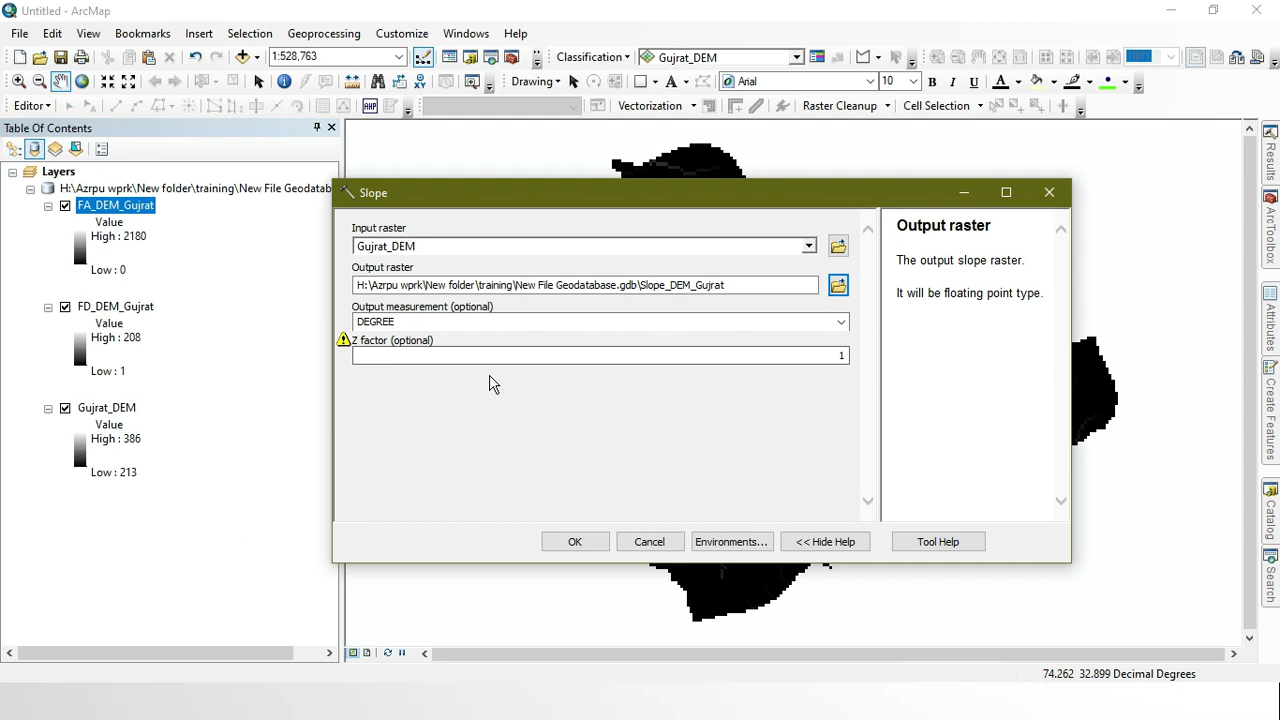 Untitled - ArcMap
File Edit View Bookmarks Insert Selection Geoprocessing Customize Windows Help
1:528,763 Classification Gujrat_DEM
Drawing Arial 10 B I U A
Editor AHP Vectorization Raster Cleanup Cell Selection
Table Of Contents
Layers
H:\Azrpu wprk\New folder\training\New File Geodatab
FA_DEM_Gujrat
Value
High : 2180
Low : 0
FD_DEM_Gujrat
Value
High : 208
Low : 1
Gujrat_DEM
Value
High : 386
Low : 213
Slope
Input raster
Gujrat_DEM
Output raster
H:\Azrpu wprk\New folder\training\New File Geodatabase.gdb\Slope_DEM_Gujrat
Output measurement (optional)
DEGREE
Z factor (optional)
1
OK Cancel Environments... << Hide Help Tool Help
Output raster
The output slope raster.
It will be floating point type.
Results
ArcToolbox
Attributes
Create Features
Catalog
Search
74.262 32.899 Decimal Degrees